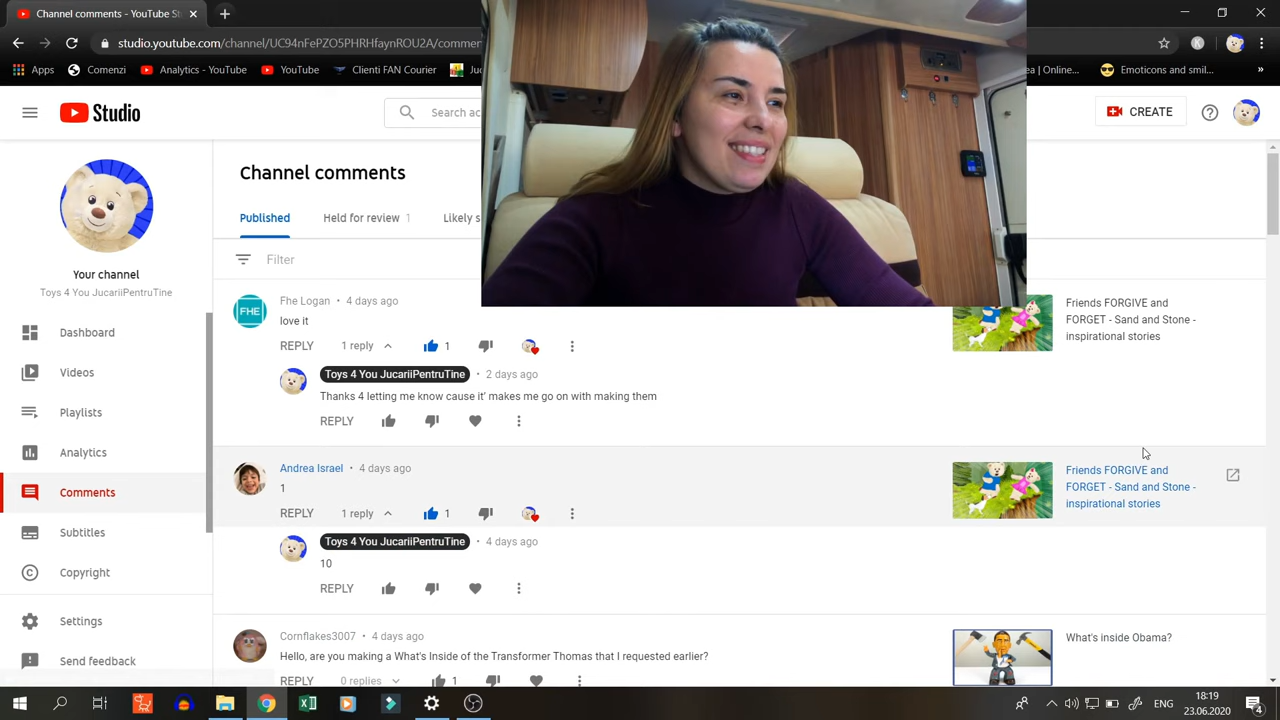 Your channel comments - YouTube St
studio.youtube.com/channel/UC94nFePZO5PHRHfaynROU2A/comme
Apps
Comenzi
Analytics - YouTube
YouTube
Clienti FAN Courier
Online...
Emoticons and smil...
»
Studio
Search ac
CREATE
Your channel
Toys 4 You JucariiPentruTine
Dashboard
Videos
Playlists
Analytics
Comments
Subtitles
Copyright
Settings
Send feedback
Channel comments
Published
Held for review 1
Likely s
Filter
FHE
Fhe Logan • 4 days ago
love it
REPLY 1 reply 1
Friends FORGIVE and
FORGET - Sand and Stone -
inspirational stories
Toys 4 You JucariiPentruTine • 2 days ago
Thanks 4 letting me know cause it' makes me go on with making them
REPLY
Andrea Israel • 4 days ago
1
REPLY 1 reply 1
Friends FORGIVE and
FORGET - Sand and Stone -
inspirational stories
Toys 4 You JucariiPentruTine • 4 days ago
10
REPLY
Cornflakes3007 • 4 days ago
Hello, are you making a What's Inside of the Transformer Thomas that I requested earlier?
REPLY 0 replies 1
What's inside Obama?
ENG
18:19
23.06.2020
4